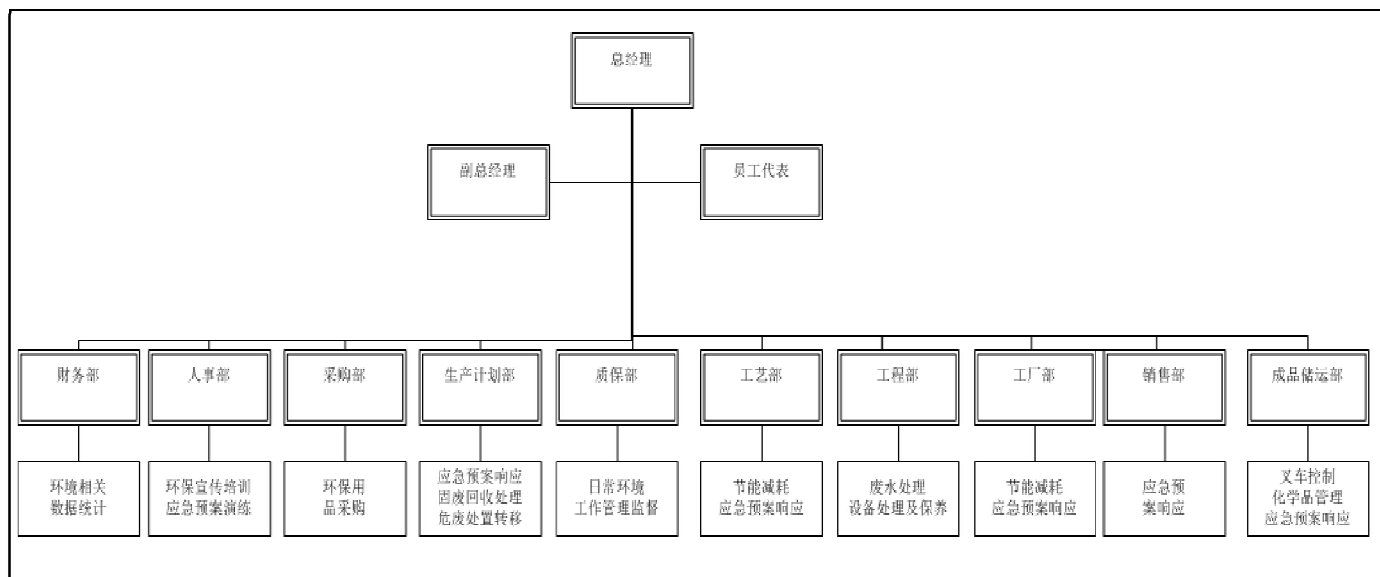 总经理
副总经理
员工代表
财务部
人事部
采购部
生产计划部
质保部
工艺部
工程部
工厂部
销售部
成品储运部
环境相关
数据统计
环保宣传培训
应急预案演练
环保用
品采购
应急预案响应
固废回收处理
危废处置转移
日常环境
工作管理监督
节能减耗
应急预案响应
废水处理
设备处理及保养
节能减耗
应急预案响应
应急预
案响应
叉车控制
化学品管理
应急预案响应